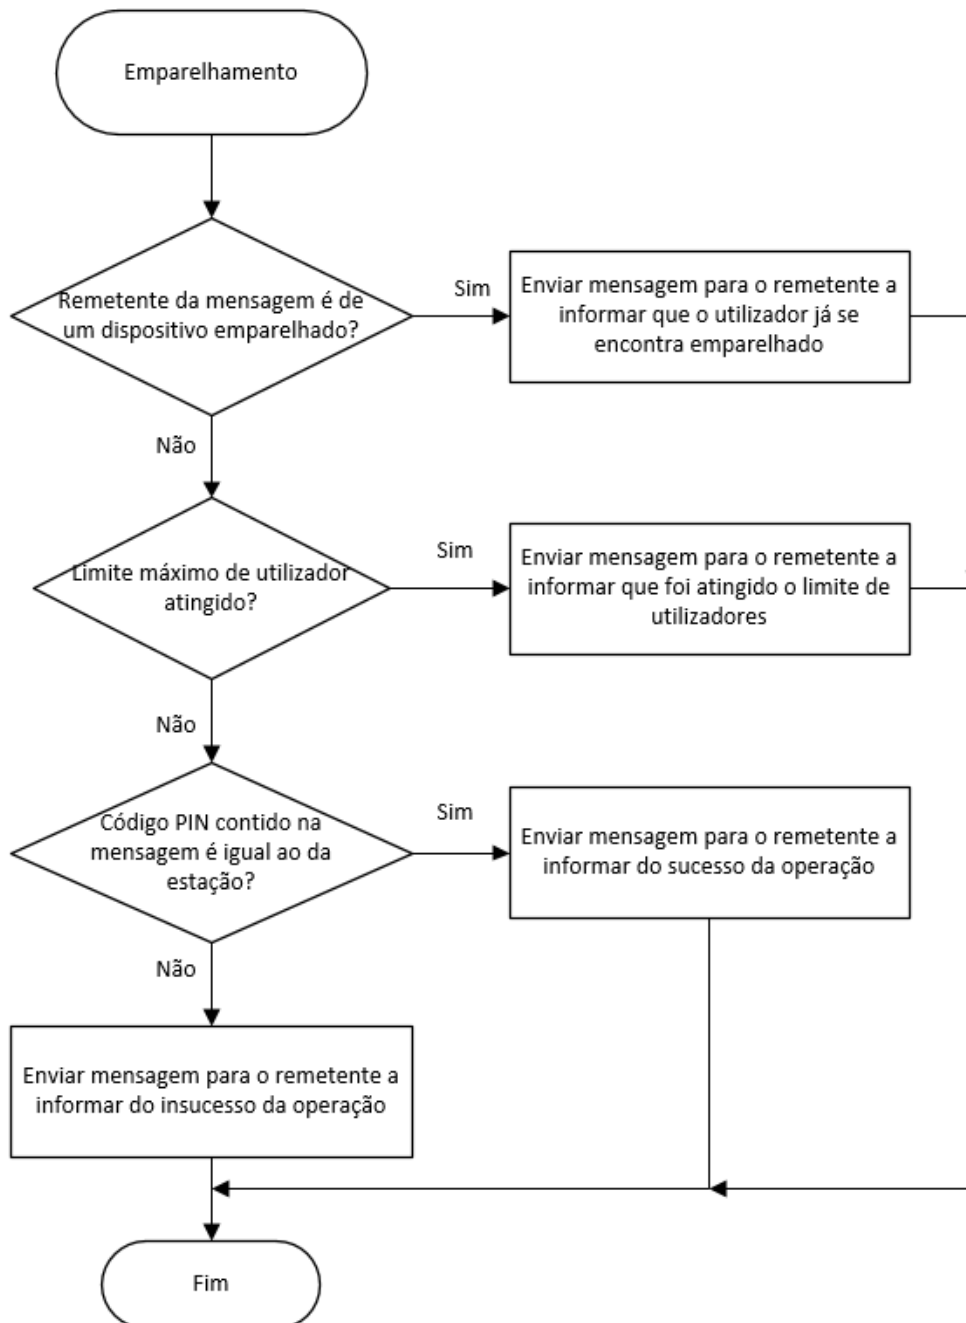 Emparelhamento
Remetente da mensagem é de
um dispositivo emparelhado?
Sim
Enviar mensagem para o remetente a
informar que o utilizador já se
encontra emparelhado
Não
Limite máximo de utilizador
atingido?
Sim
Enviar mensagem para o remetente a
informar que foi atingido o limite de
utilizadores
Não
Código PIN contido na
mensagem é igual ao da
estação?
Sim
Enviar mensagem para o remetente a
informar do sucesso da operação
Não
Enviar mensagem para o remetente a
informar do insucesso da operação
Fim